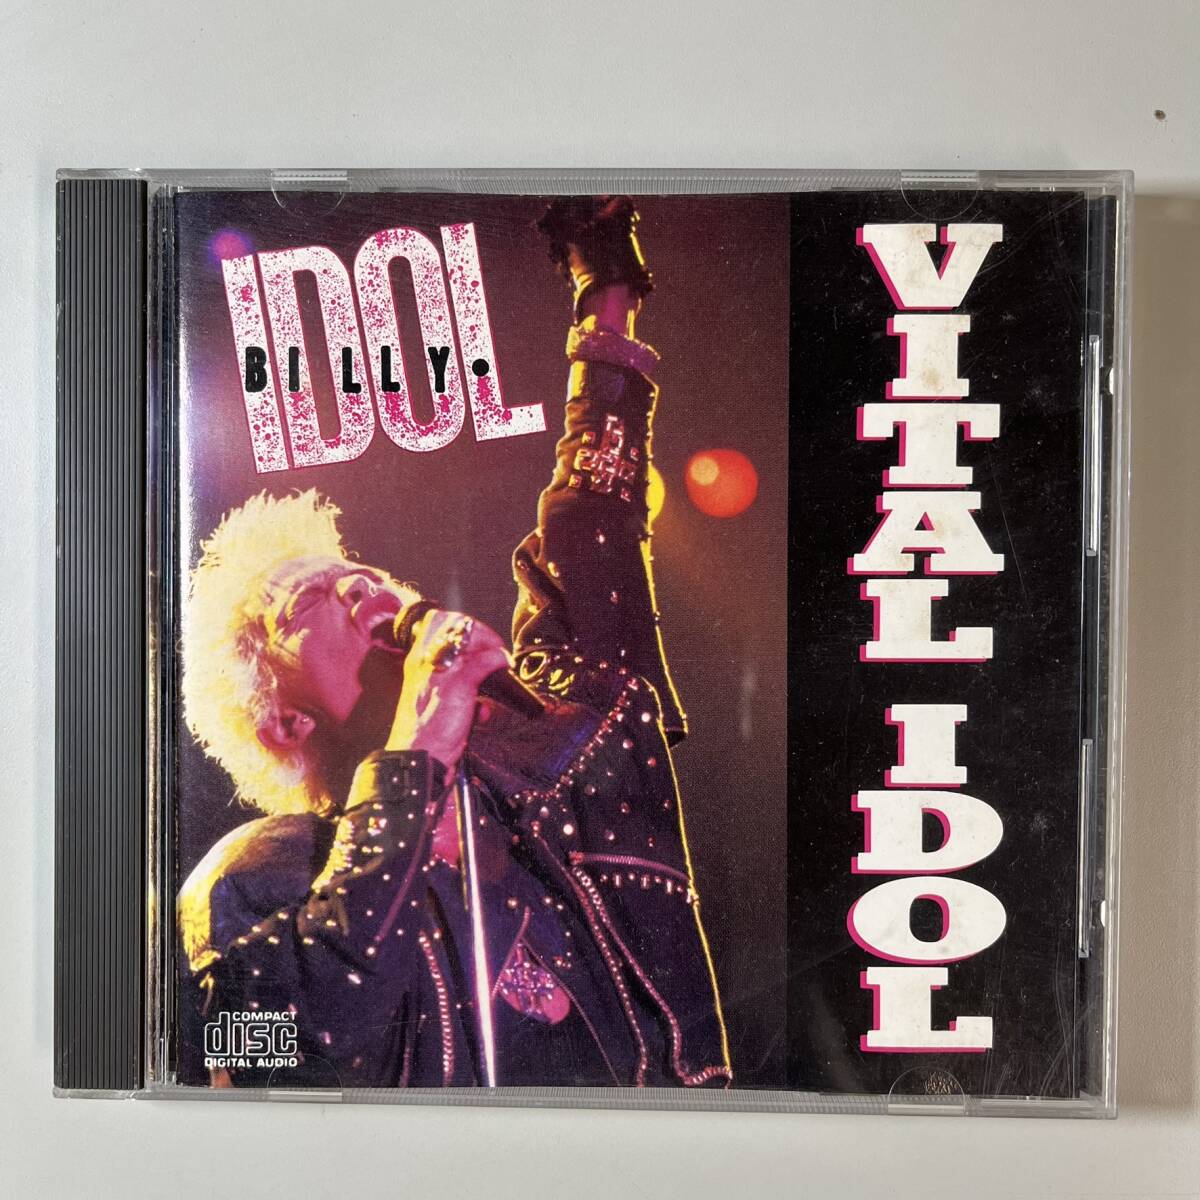 IDOL
BILLY
VITAL IDOL
COMPACT
disc
DIGITAL AUDIO